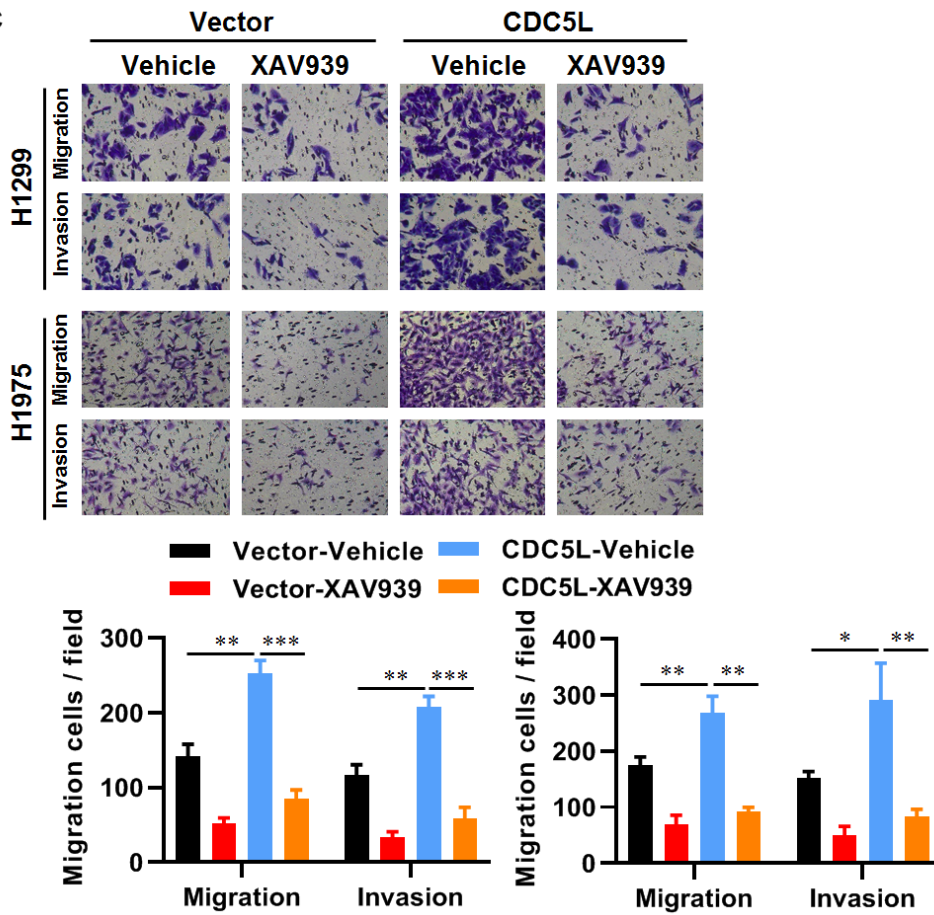 Vector CDC5L
Vehicle XAV939 Vehicle XAV939
H1299
Migration
Invasion
H1975
Migration
Invasion
Vector-Vehicle CDC5L-Vehicle
Vector-XAV939 CDC5L-XAV939
Migration cells / field
300
200
100
0
** ***
** ***
Migration Invasion
Migration cells / field
400
300
200
100
0
** **
* **
Migration Invasion